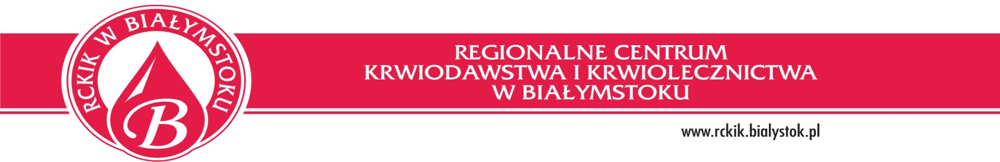 RCKIK W BIAŁYMSTOKU
B
REGIONALNE CENTRUM
KRWIODAWSTWA I KRWIOLECZNICTWA
W BIAŁYMSTOKU
www.rckik.bialystok.pl